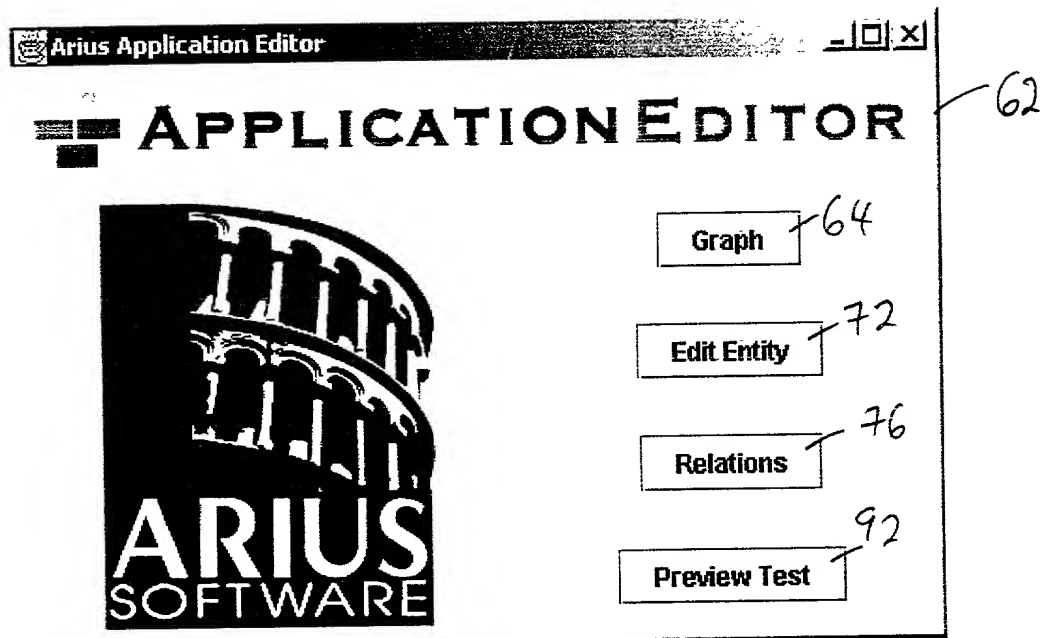 Arius Application Editor
APPLICATION EDITOR
62
Graph
64
Edit Entity
72
Relations
76
Preview Test
92
ARIUS
SOFTWARE